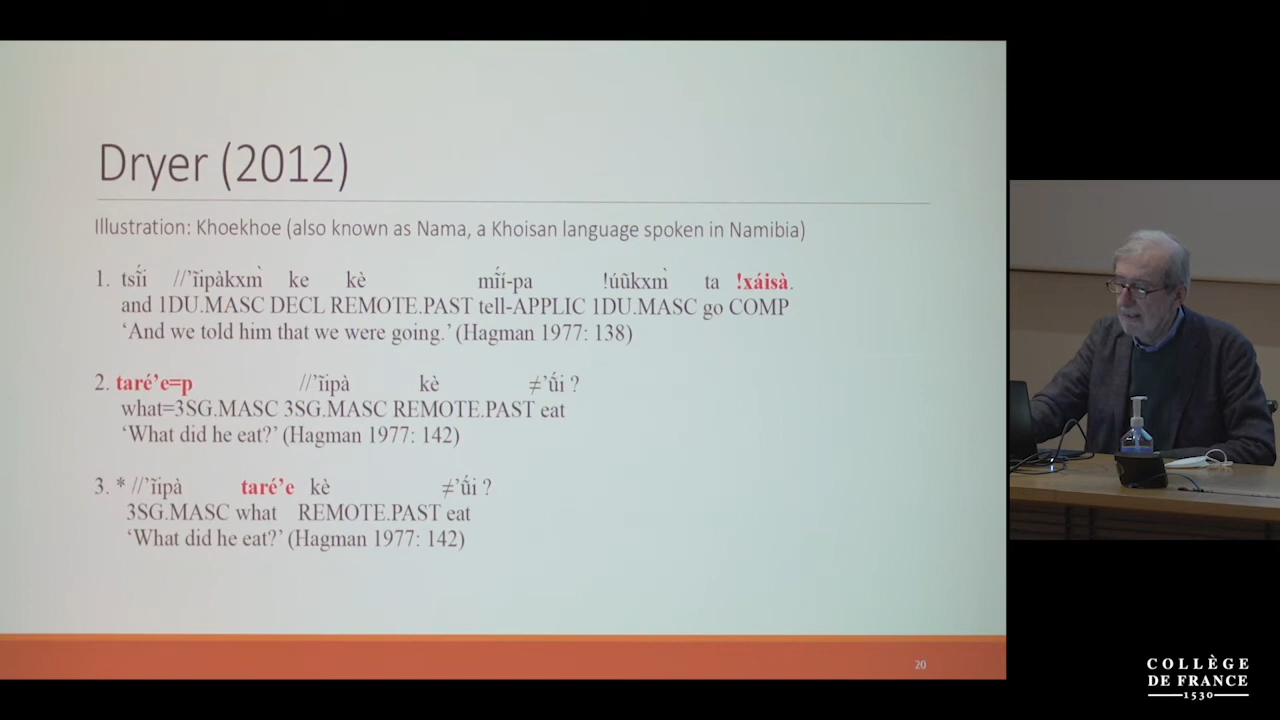 Dryer (2012)
Illustration: Khoekhoe (also known as Nama, a Khoisan language spoken in Namibia)
1. tsĩ́i //’ĩipàkxm̀ ke kè mĩ́í-pa !úũkxm̀ ta !xáisà.
and 1DU.MASC DECL REMOTE.PAST tell-APPLIC 1DU.MASC go COMP
‘And we told him that we were going.’ (Hagman 1977: 138)
2. taré’e=p //’ĩipà kè ≠’ṹi ?
what=3SG.MASC 3SG.MASC REMOTE.PAST eat
‘What did he eat?’ (Hagman 1977: 142)
3. * //’ĩipà taré’e kè ≠’ṹi ?
3SG.MASC what REMOTE.PAST eat
‘What did he eat?’ (Hagman 1977: 142)
20
COLLÈGE
DE FRANCE
1530